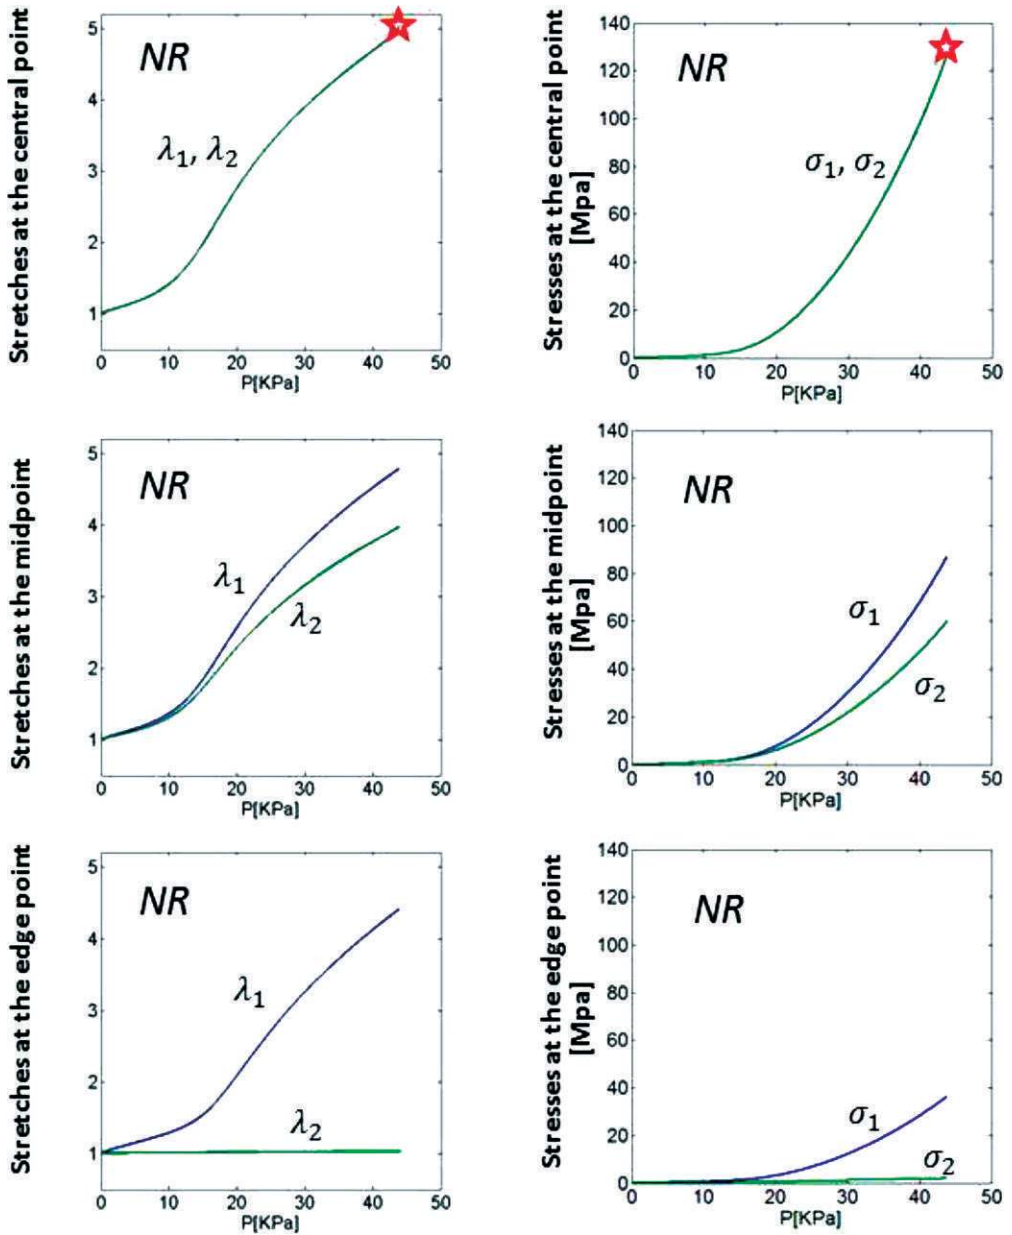 Stretches at the central point
5
4
3
2
1
NR
λ₁, λ₂
0 10 20 30 40 50
P[KPa]
Stresses at the central point
[Mpa]
140
120
100
80
60
40
20
0
NR
σ₁, σ₂
0 10 20 30 40 50
P[KPa]
Stretches at the midpoint
5
4
3
2
1
NR
λ₁
λ₂
0 10 20 30 40 50
P[KPa]
Stresses at the midpoint
[Mpa]
140
120
100
80
60
40
20
0
NR
σ₁
σ₂
0 10 20 30 40 50
P[KPa]
Stretches at the edge point
5
4
3
2
1
NR
λ₁
λ₂
0 10 20 30 40 50
P[KPa]
Stresses at the edge point
[Mpa]
140
120
100
80
60
40
20
0
NR
σ₁
σ₂
0 10 20 30 40 50
P[KPa]